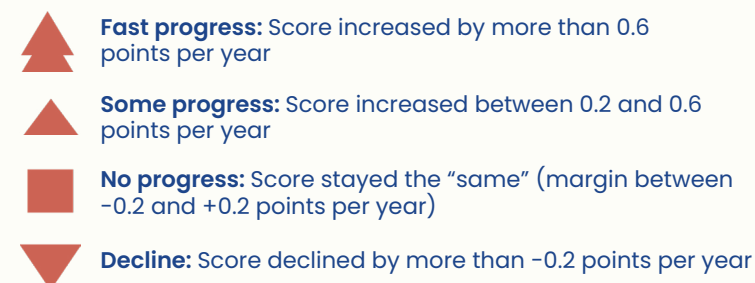 Fast progress: Score increased by more than 0.6
points per year
Some progress: Score increased between 0.2 and 0.6
points per year
No progress: Score stayed the “same” (margin between
-0.2 and +0.2 points per year)
Decline: Score declined by more than -0.2 points per year